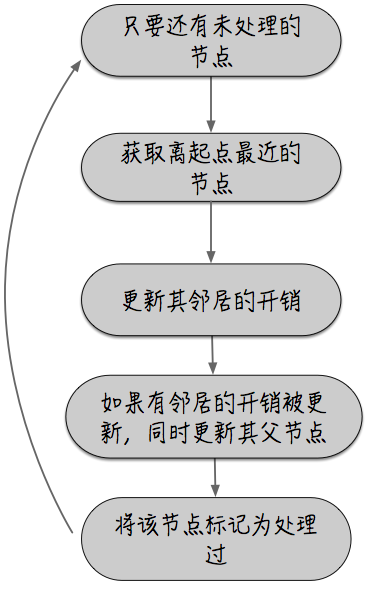 只要还有未处理的
节点
获取离起点最近的
节点
更新其邻居的开销
如果有邻居的开销被更
新，同时更新其父节点
将该节点标记为处理
过